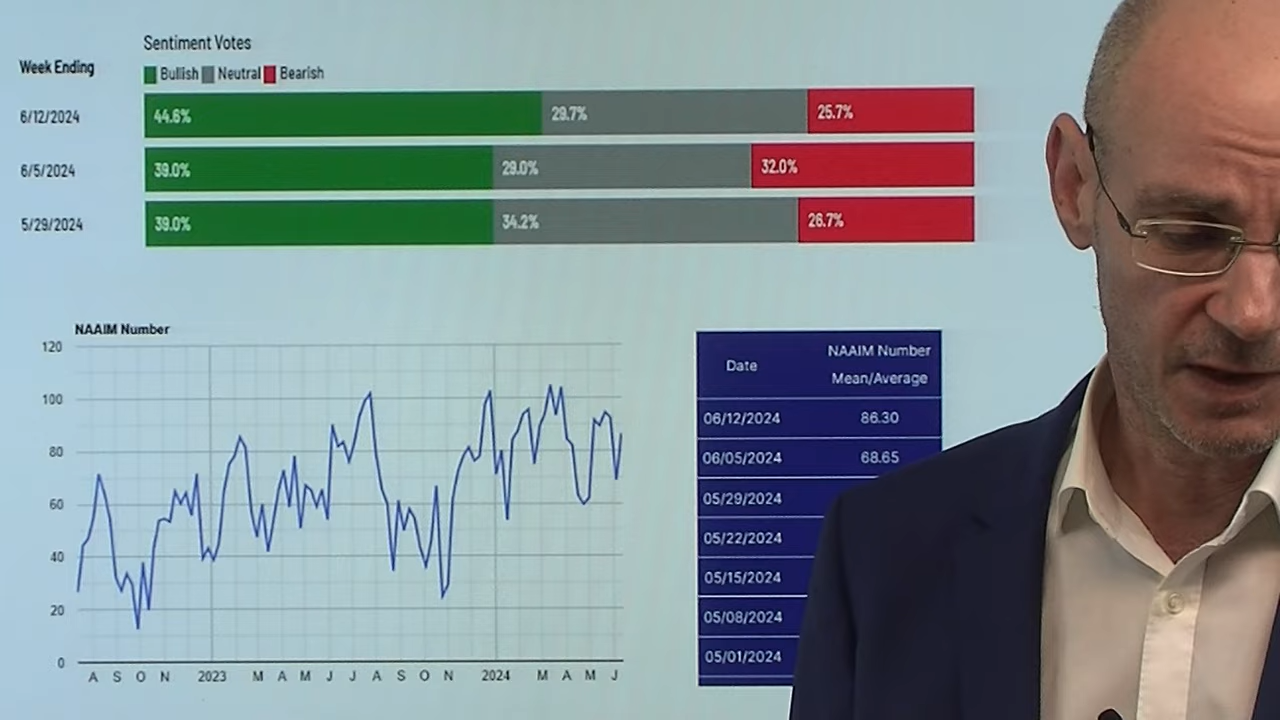 Sentiment Votes
Week Ending
Bullish Neutral Bearish
6/12/2024 44.6% 29.7% 25.7%
6/5/2024 39.0% 29.0% 32.0%
5/29/2024 39.0% 34.2% 26.7%
NAAIM Number
120
100
80
60
40
20
0
A S O N 2023 M A M J J A S O N 2024 M A M J
Date NAAIM Number Mean/Average
06/12/2024 86.30
06/05/2024 68.65
05/29/2024
05/22/2024
05/15/2024
05/08/2024
05/01/2024